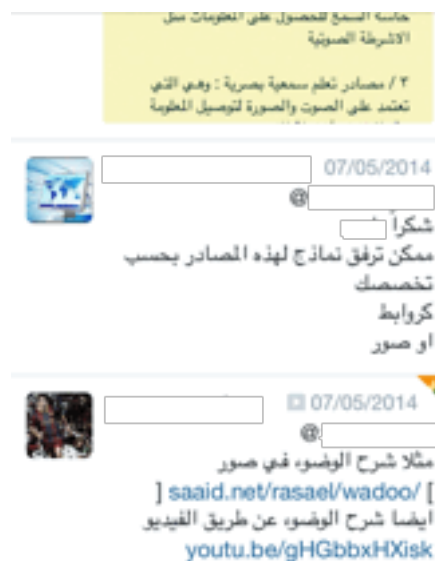 حاسة السمع للحصول على المعلومات مثل
الاشرطة الصوتية
٣ / مصادر تعلم سمعية بصرية : وهي التي
تعتمد على الصوت والصورة لتوصيل المعلومة
07/05/2014
@
شكراً
ممكن ترفق نماذج لهذه المصادر بحسب
تخصصك
كروابط
او صور
07/05/2014
@
مثلا شرح الوضوء في صور
[ saaid.net/rasael/wadoo/ ]
ايضا شرح الوضوء عن طريق الفيديو
youtu.be/gHGbbxHXisk